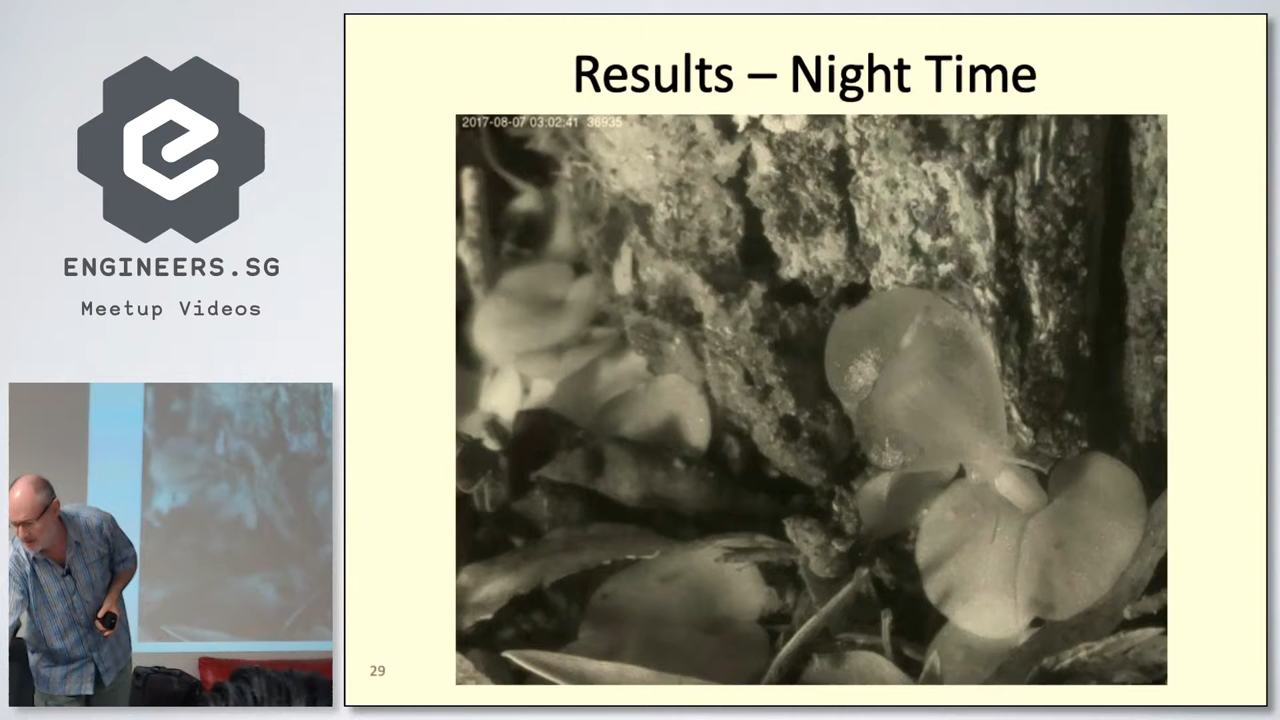 ENGINEERS.SG
Meetup Videos
Results – Night Time
2017-08-07 03:02:41 36935
29